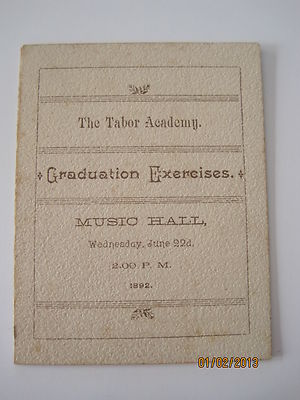 The Tabor Academy.
Graduation Exercises.
MUSIC HALL,
Wednesday, June 22d,
2.00 P. M.
1892.
01/02/2013